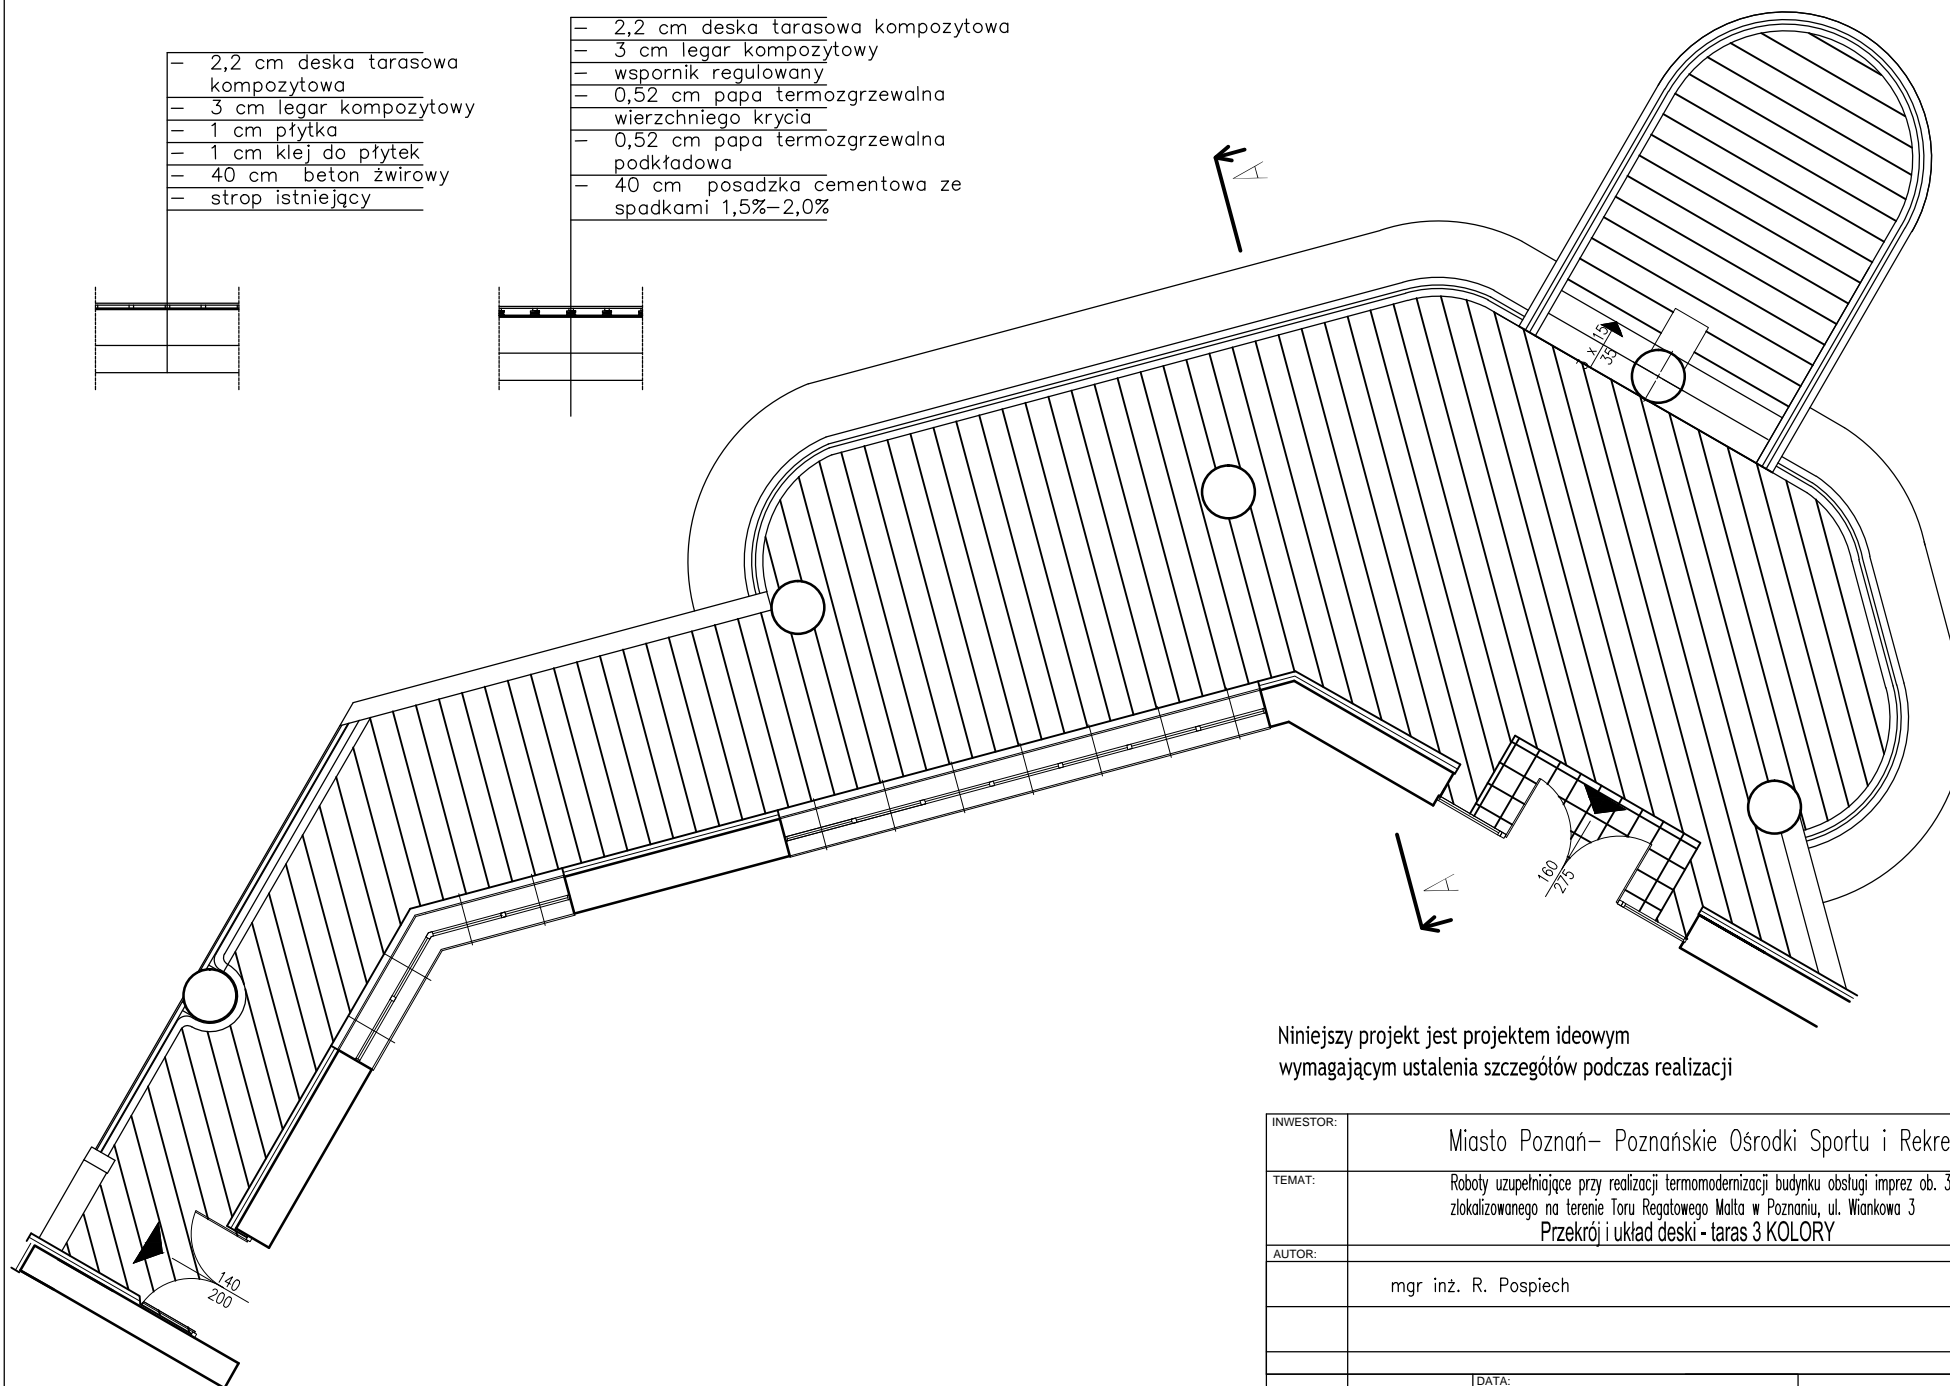 – 2,2 cm deska tarasowa
kompozytowa
– 3 cm legar kompozytowy
– 1 cm płytka
– 1 cm klej do płytek
– 40 cm beton żwirowy
– strop istniejący
– 2,2 cm deska tarasowa kompozytowa
– 3 cm legar kompozytowy
– wspornik regulowany
– 0,52 cm papa termozgrzewalna
wierzchniego krycia
– 0,52 cm papa termozgrzewalna
podkładowa
– 40 cm posadzka cementowa ze
spadkami 1,5%–2,0%
A
x 15
35
A
160
275
140
200
Niniejszy projekt jest projektem ideowym
wymagającym ustalenia szczegółów podczas realizacji
INWESTOR:
Miasto Poznań– Poznańskie Ośrodki Sportu i Rekre
TEMAT:
Roboty uzupełniające przy realizacji termomodernizacji budynku obsługi imprez ob. 3
zlokalizowanego na terenie Toru Regatowego Malta w Poznaniu, ul. Wiankowa 3
Przekrój i układ deski - taras 3 KOLORY
AUTOR:
mgr inż. R. Pospiech
DATA: